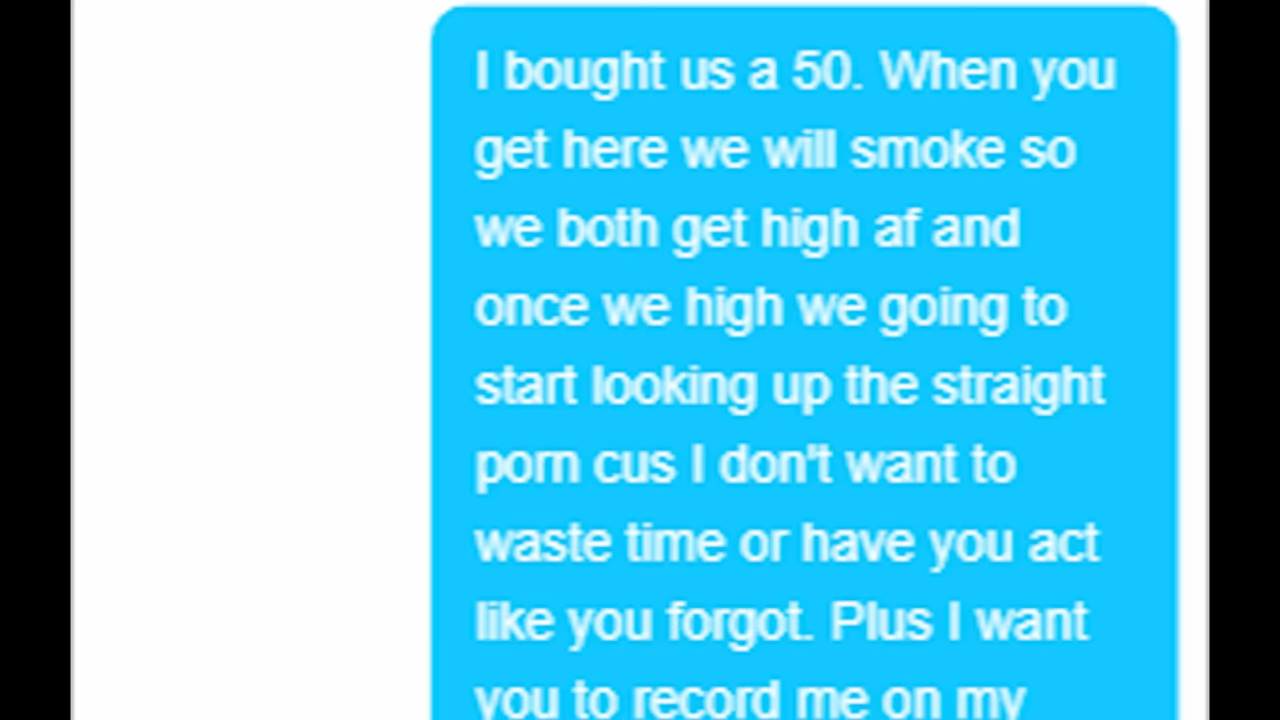 I bought us a 50. When you
get here we will smoke so
we both get high af and
once we high we going to
start looking up the straight
porn cus I don't want to
waste time or have you act
like you forgot. Plus I want
you to record me on my